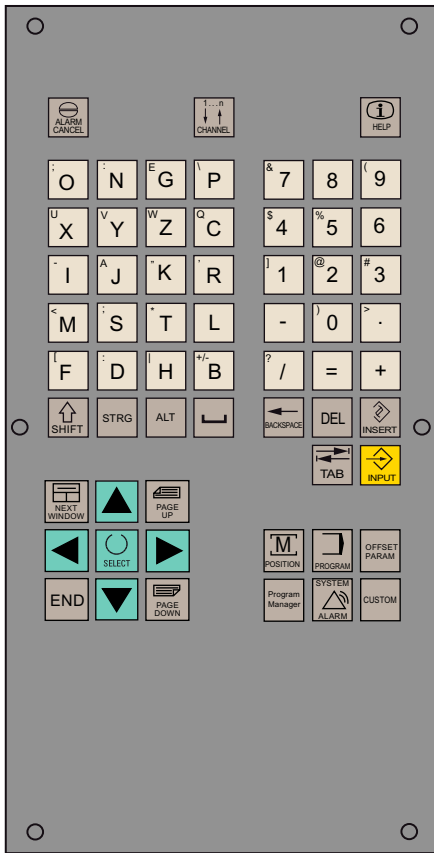 1...n
ALARM
CANCEL
CHANNEL
HELP
; O : N E G \ P & 7 8 ( 9
U X V Y W Z Q C $ 4 % 5 6
- I A J " K ' R ] 1 @ 2 # 3
< M ; S * T L - ) 0 > .
[ F : D | H +/- B ? / = +
SHIFT STRG ALT BACKSPACE DEL INSERT
TAB INPUT
NEXT
WINDOW
PAGE
UP
SELECT
M
POSITION
PROGRAM
OFFSET
PARAM
END
PAGE
DOWN
Program
Manager
SYSTEM
ALARM
CUSTOM